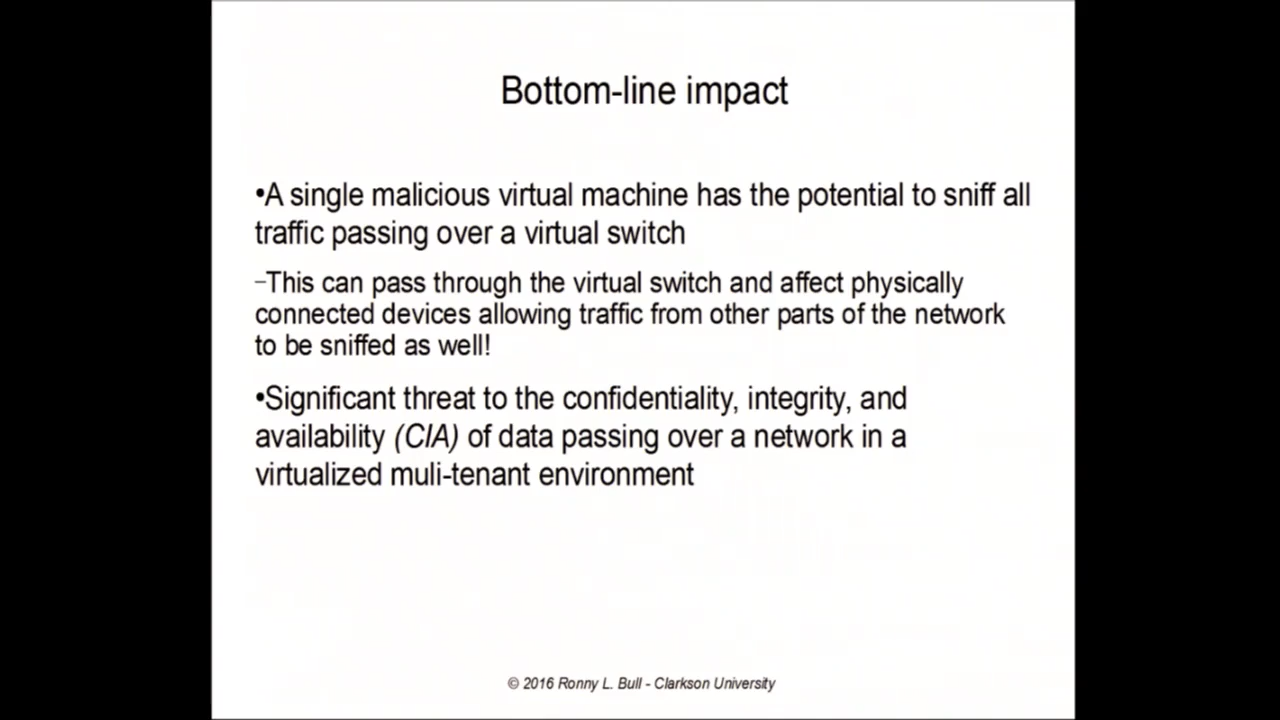 Bottom-line impact
•A single malicious virtual machine has the potential to sniff all
traffic passing over a virtual switch
–This can pass through the virtual switch and affect physically
connected devices allowing traffic from other parts of the network
to be sniffed as well!
•Significant threat to the confidentiality, integrity, and
availability (CIA) of data passing over a network in a
virtualized muli-tenant environment
© 2016 Ronny L. Bull - Clarkson University